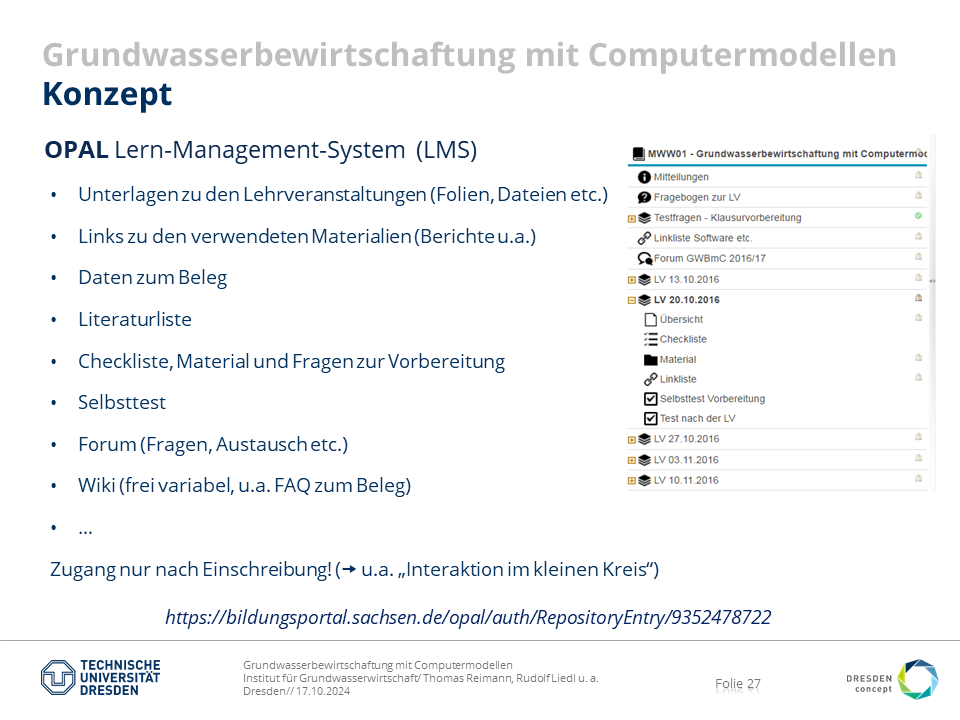 Grundwasserbewirtschaftung mit Computermodellen
Konzept
OPAL Lern-Management-System (LMS)
• Unterlagen zu den Lehrveranstaltungen (Folien, Dateien etc.)
• Links zu den verwendeten Materialien (Berichte u.a.)
• Daten zum Beleg
• Literaturliste
• Checkliste, Material und Fragen zur Vorbereitung
• Selbsttest
• Forum (Fragen, Austausch etc.)
• Wiki (frei variabel, u.a. FAQ zum Beleg)
• ...
Zugang nur nach Einschreibung! (→ u.a. „Interaktion im kleinen Kreis“)
https://bildungsportal.sachsen.de/opal/auth/RepositoryEntry/9352478722
MWW01 - Grundwasserbewirtschaftung mit Computermod
Mitteilungen
Fragebogen zur LV
Testfragen - Klausurvorbereitung
Linkliste Software etc.
Forum GWBmC 2016/17
LV 13.10.2016
LV 20.10.2016
Übersicht
Checkliste
Material
Linkliste
Selbsttest Vorbereitung
Test nach der LV
LV 27.10.2016
LV 03.11.2016
LV 10.11.2016
TECHNISCHE
UNIVERSITÄT
DRESDEN
Grundwasserbewirtschaftung mit Computermodellen
Institut für Grundwasserwirtschaft/ Thomas Reimann, Rudolf Liedl u. a.
Dresden// 17.10.2024
Folie 27
DRESDEN
concept